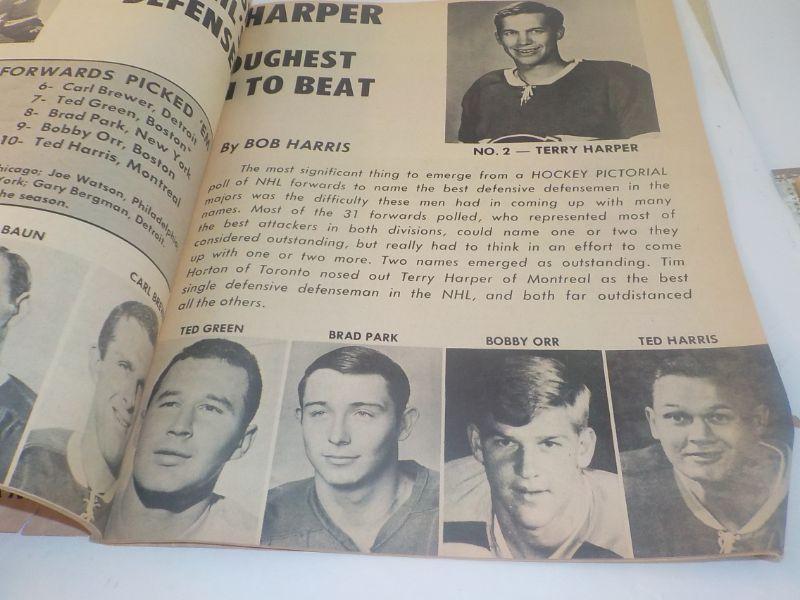 DEFENSE
FORWARDS PICKED 'EM
6- Carl Brewer, Detroit
7- Ted Green, Boston
8- Brad Park, New York
9- Bobby Orr, Boston
10- Ted Harris, Montreal
Joe Watson, Philadelphia
Gary Bergman, Detroit.
season.
BAUN
CARL
HARPER
TO BEAT
NO. 2 — TERRY HARPER
By BOB HARRIS
The most significant thing to emerge from a HOCKEY PICTORIAL
poll of NHL forwards to name the best defensive defensemen in the
majors was the difficulty these men had in coming up with many
names. Most of the 31 forwards polled, who represented most of
the best attackers in both divisions, could name one or two they
considered outstanding, but really had to think in an effort to come
up with one or two more. Two names emerged as outstanding. Tim
Horton of Toronto nosed out Terry Harper of Montreal as the best
single defensive defenseman in the NHL, and both far outdistanced
all the others.
TED GREEN
BRAD PARK
BOBBY ORR
TED HARRIS